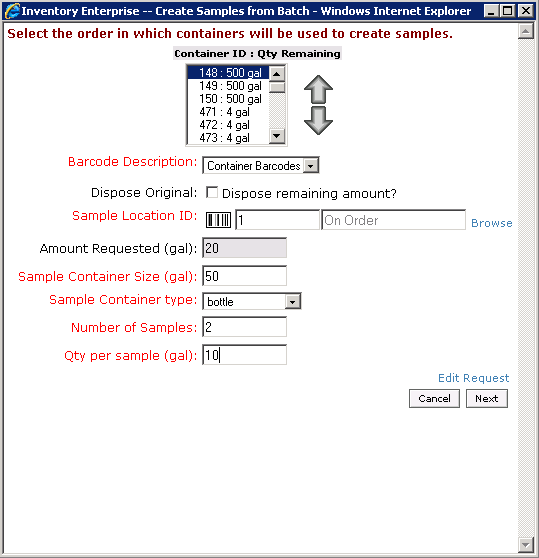 Inventory Enterprise -- Create Samples from Batch - Windows Internet Explorer
Select the order in which containers will be used to create samples.
Container ID : Qty Remaining
148 : 500 gal
149 : 500 gal
150 : 500 gal
471 : 4 gal
472 : 4 gal
473 : 4 gal
Barcode Description: Container Barcodes
Dispose Original: Dispose remaining amount?
Sample Location ID: 1 On Order Browse
Amount Requested (gal): 20
Sample Container Size (gal): 50
Sample Container type: bottle
Number of Samples: 2
Qty per sample (gal): 10
Edit Request
Cancel Next